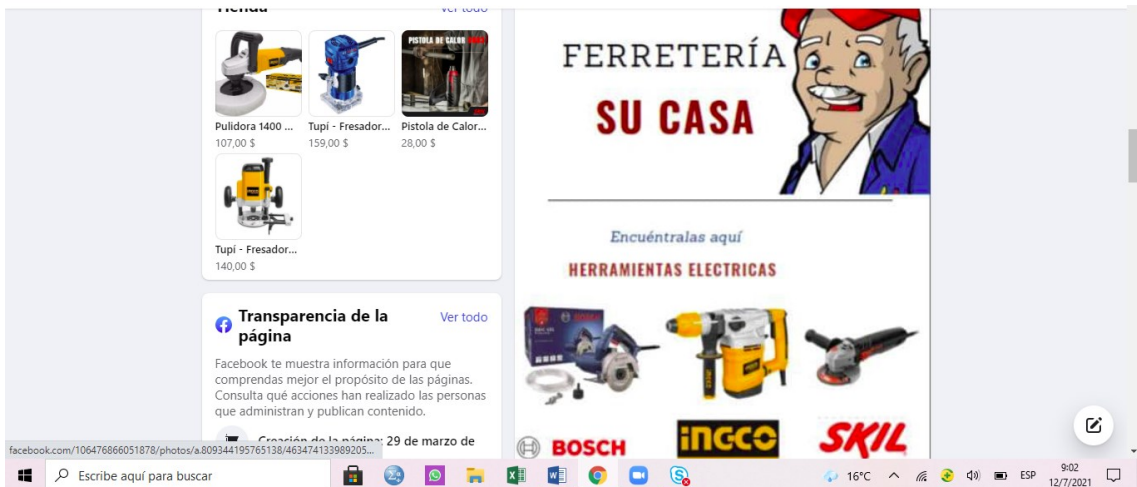 Tienda
Ver todo
PISTOLA DE CALOR
Pulidora 1400 ...
107,00 $
Tupí - Fresador...
159,00 $
Pistola de Calor...
28,00 $
Tupí - Fresador...
140,00 $
Transparencia de la página
Ver todo
Facebook te muestra información para que
comprendas mejor el propósito de las páginas.
Consulta qué acciones han realizado las personas
que administran y publican contenido.
Creación de la página: 29 de marzo de
FERRETERÍA
SU CASA
Encuéntralas aquí
HERRAMIENTAS ELECTRICAS
BOSCH
INGCO
SKIL
facebook.com/106476866051878/photos/a.809344195765138/463474133989205...
Escribe aquí para buscar
16°C
ESP
9:02
12/7/2021